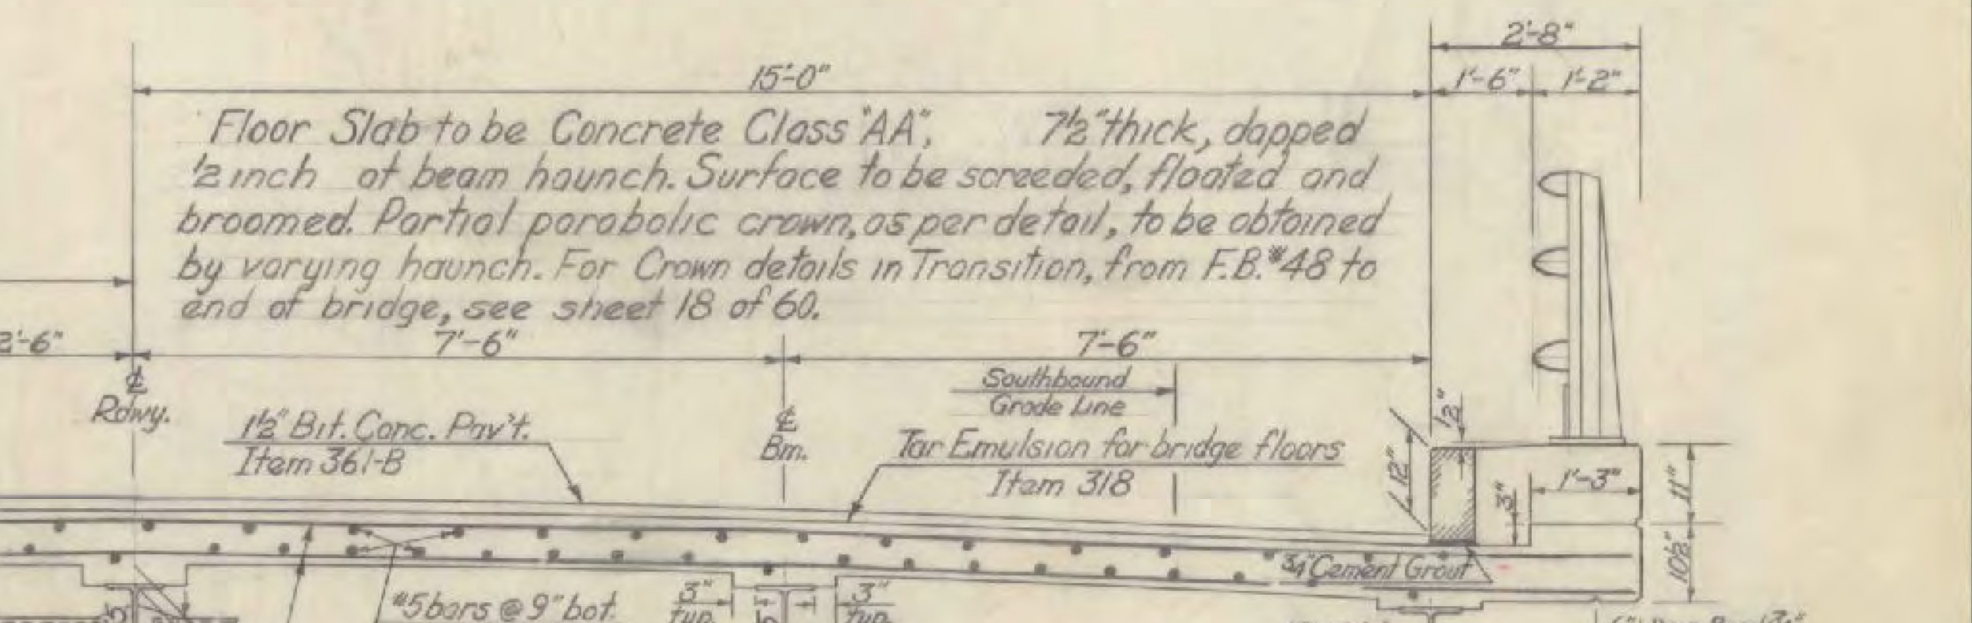 2'-8"
15'-0"
1'-6"
1'-2"
Floor Slab to be Concrete Class "AA", 7½" thick, dapped
½ inch at beam haunch. Surface to be screeded, floated and
broomed. Partial parabolic crown, as per detail, to be obtained
by varying haunch. For Crown details in Transition, from F.B.#48 to
end of bridge, see sheet 18 of 60.
2'-6"
7'-6"
7'-6"
℄
Rdwy.
Southbound
Grade Line
℄
Bm.
1½" Bit. Conc. Pav't.
Item 361-B
Tar Emulsion for bridge floors
Item 318
½"
12"
3"
1'-3"
11"
10½"
¾" Cement Grout
#5 bars @ 9" bot.
3"
typ.
3"
typ.